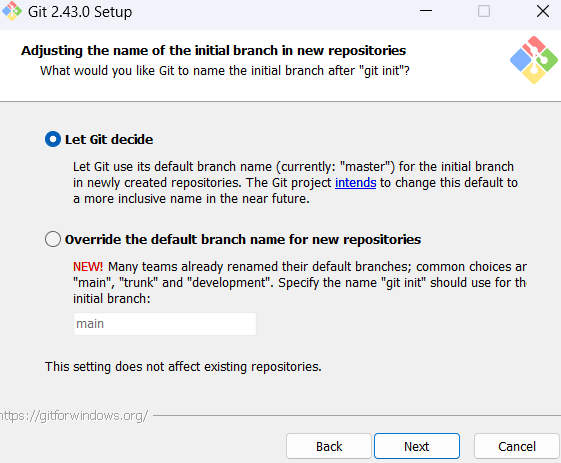 Git 2.43.0 Setup
Adjusting the name of the initial branch in new repositories
What would you like Git to name the initial branch after "git init"?
Let Git decide
Let Git use its default branch name (currently: "master") for the initial branch
in newly created repositories. The Git project intends to change this default to
a more inclusive name in the near future.
Override the default branch name for new repositories
NEW! Many teams already renamed their default branches; common choices ar
"main", "trunk" and "development". Specify the name "git init" should use for the
initial branch:
main
This setting does not affect existing repositories.
https://gitforwindows.org/
Back
Next
Cancel